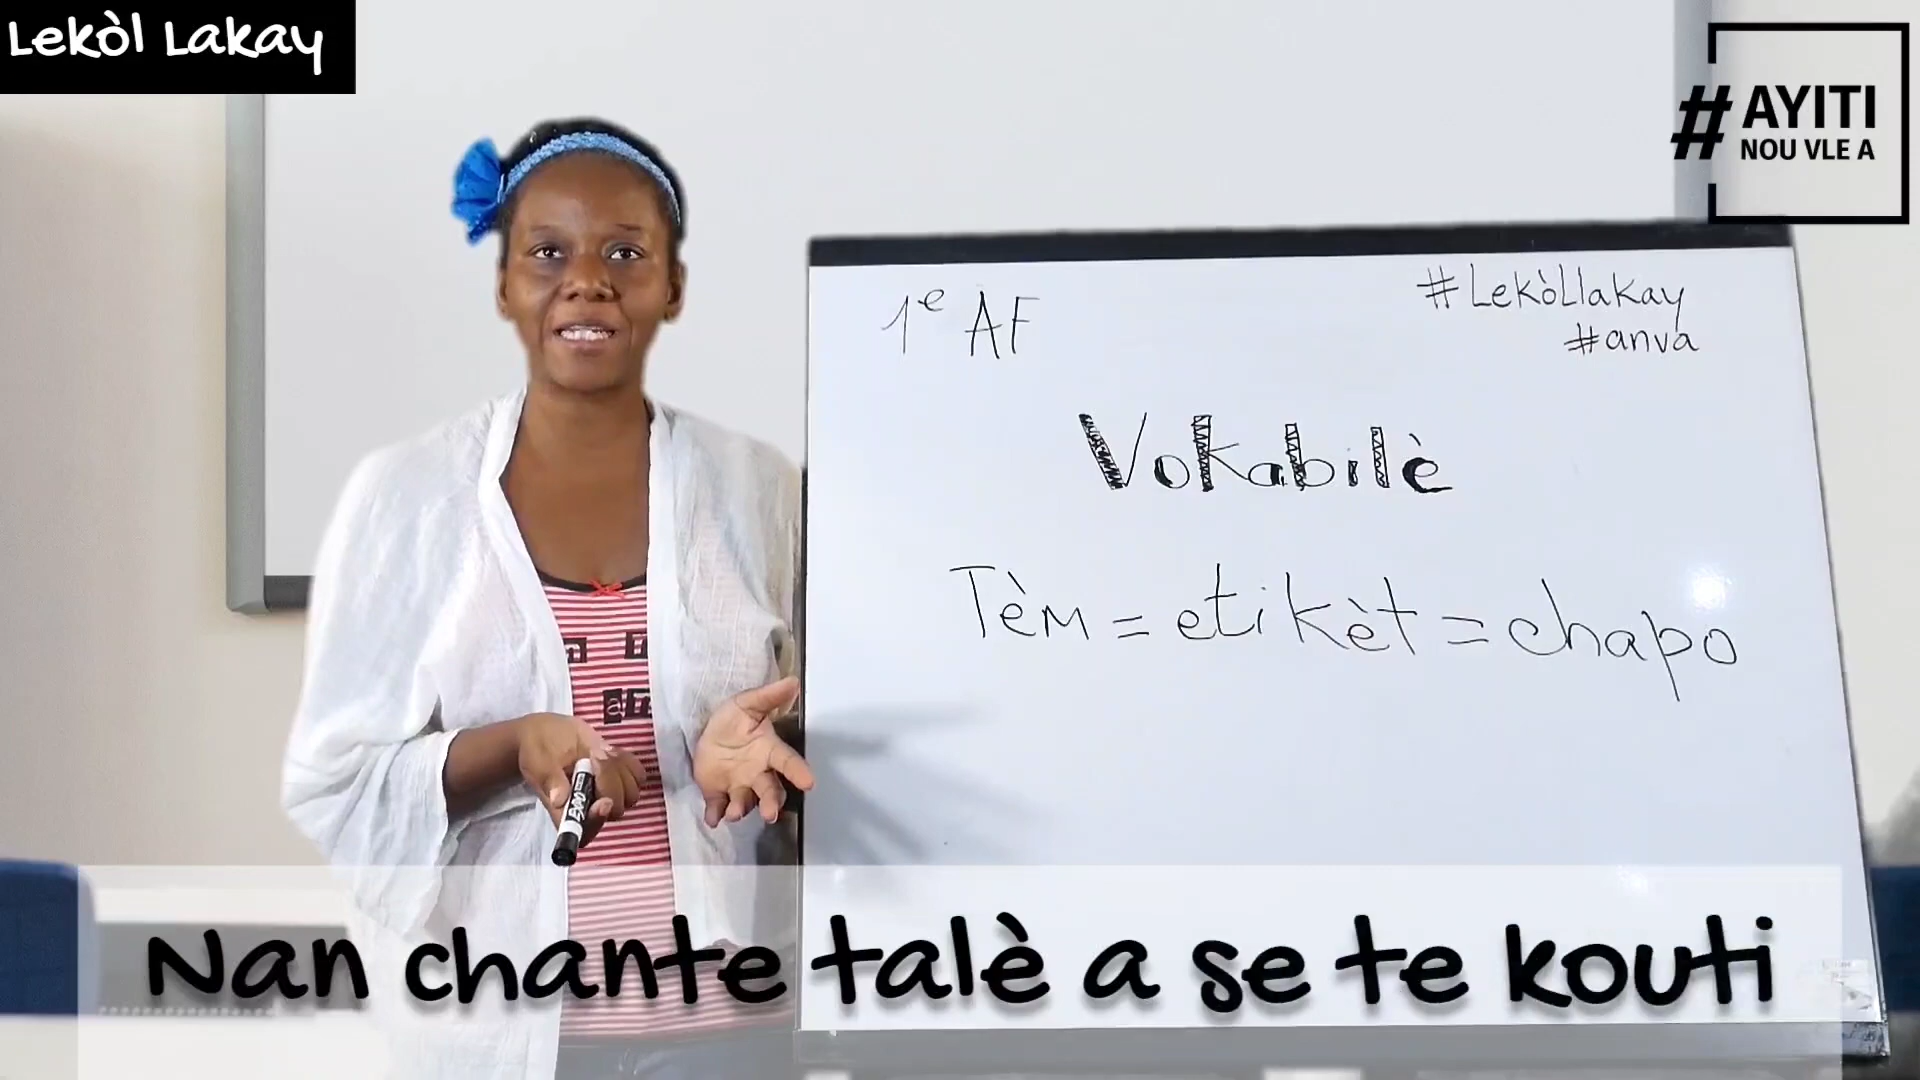 Lekòl Lakay
#AYITI
NOU VLE A
1e AF
#LekòLlakay
#anva
Vokabilè
Tèm = etikèt = chapo
EXPO
Nan chante talè a se te kouti